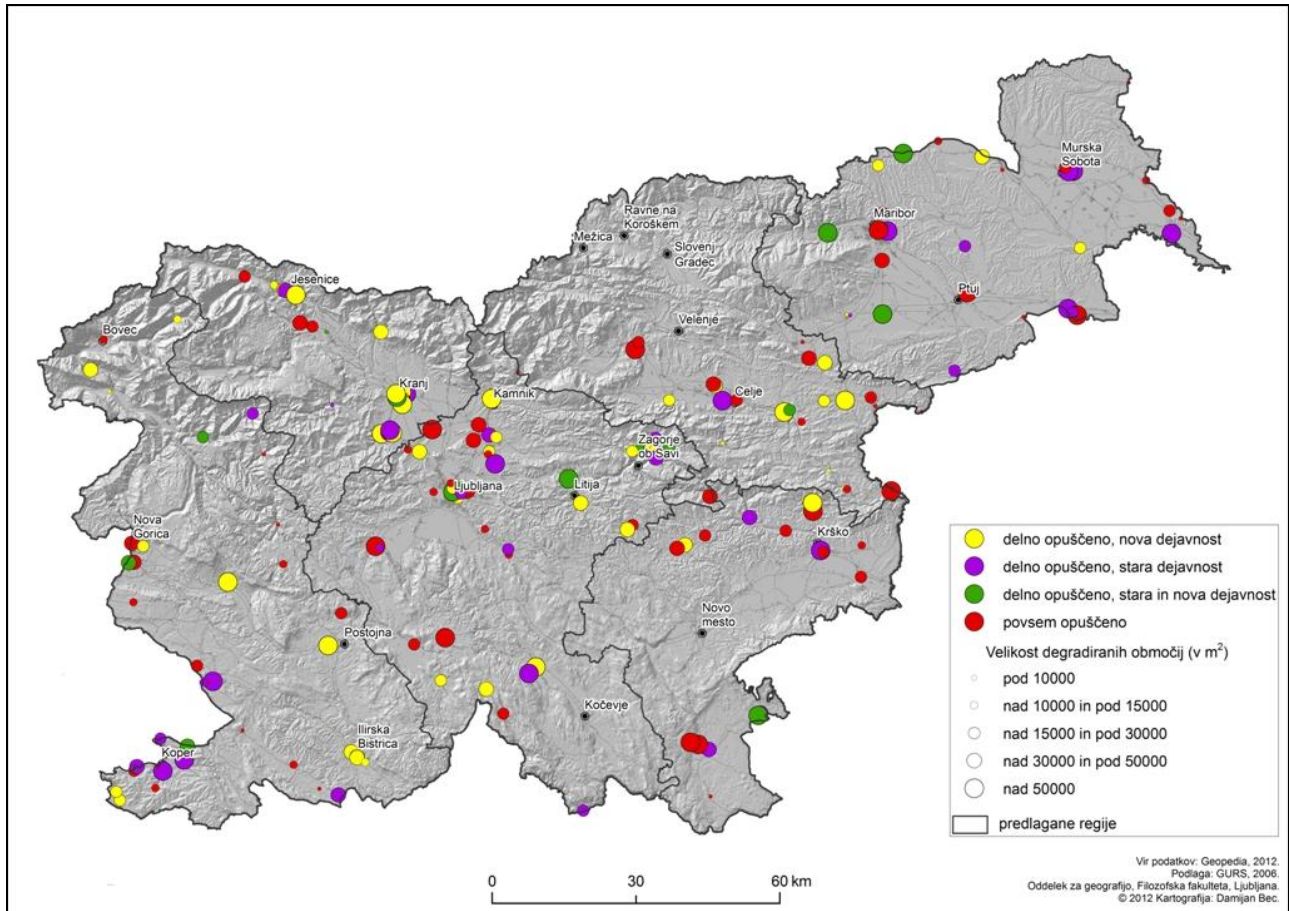 Murska
Sobota
Maribor
Ravne na
Koroškem
Mežica
Slovenj
Gradec
Jesenice
Ptuj
Bovec
Velenje
Kranj
Kamnik
Celje
Zagorje
ob Savi
Ljubljana
Litija
Nova
Gorica
Krško
Novo
mesto
Postojna
Kočevje
Ilirska
Bistrica
Koper
delno opuščeno, nova dejavnost
delno opuščeno, stara dejavnost
delno opuščeno, stara in nova dejavnost
povsem opuščeno
Velikost degradiranih območij (v m²)
pod 10000
nad 10000 in pod 15000
nad 15000 in pod 30000
nad 30000 in pod 50000
nad 50000
predlagane regije
0 30 60 km
Vir podatkov: Geopedia, 2012.
Podlaga: GURS, 2006.
Oddelek za geografijo, Filozofska fakulteta, Ljubljana.
© 2012 Kartografija: Damijan Bec.